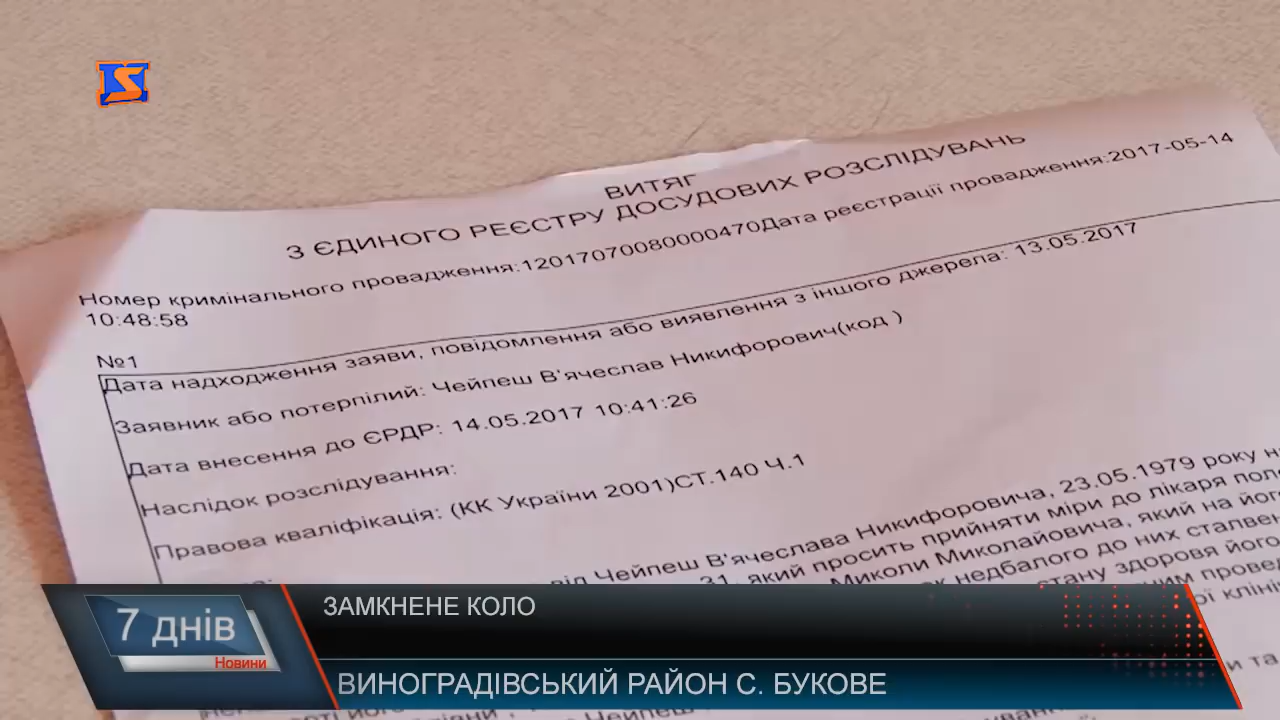 ВИТЯГ
З ЄДИНОГО РЕЄСТРУ ДОСУДОВИХ РОЗСЛІДУВАНЬ
Номер кримінального провадження:12017070080000470Дата реєстрації провадження:2017-05-14
10:48:58
№1
Дата надходження заяви, повідомлення або виявлення з іншого джерела: 13.05.2017
Заявник або потерпілий: Чейпеш В'ячеслав Никифорович(код )
Дата внесення до ЄРДР: 14.05.2017 10:41:26
Наслідок розслідування:
Правова кваліфікація: (КК України 2001)СТ.140 Ч.1
від Чейпеш В'ячеслава Никифоровича, 23.05.1979 року
31, який просить прийняти міри до лікаря
Миколи Миколайовича, який на
недбалого до них
стану здоровя його
7 днів
Новини
ЗАМКНЕНЕ КОЛО
ВИНОГРАДІВСЬКИЙ РАЙОН С. БУКОВЕ